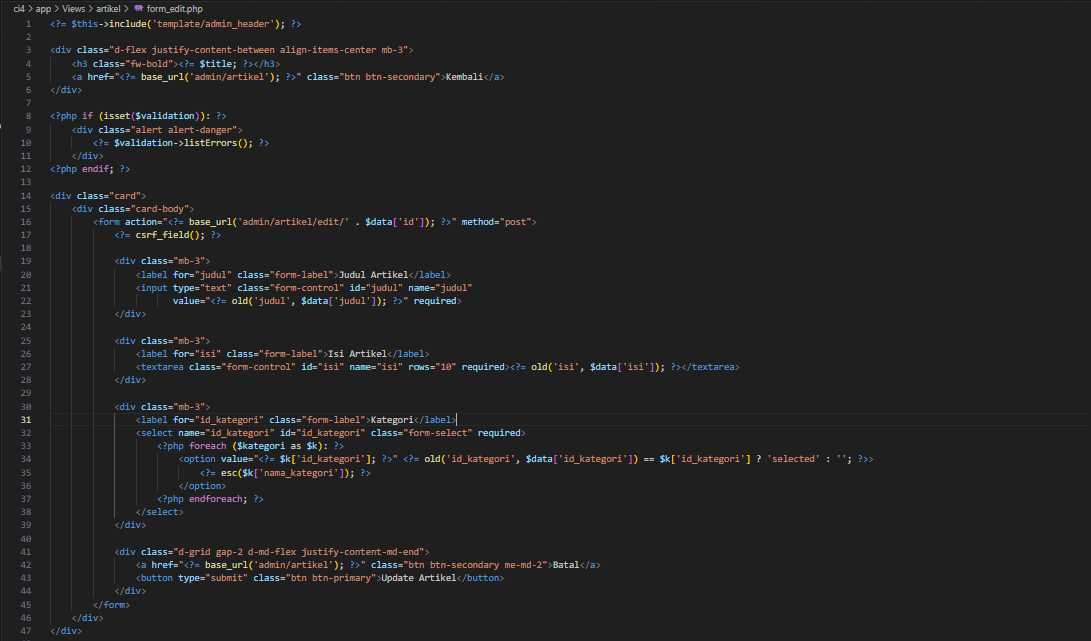 ci4 > app > Views > artikel > form_edit.php
1 <?= $this->include('template/admin_header'); ?>
2
3 <div class="d-flex justify-content-between align-items-center mb-3">
4     <h3 class="fw-bold"><?= $title; ?></h3>
5     <a href="<?= base_url('admin/artikel'); ?>" class="btn btn-secondary">Kembali</a>
6 </div>
7
8 <?php if (isset($validation)): ?>
9     <div class="alert alert-danger">
10         <?= $validation->listErrors(); ?>
11     </div>
12 <?php endif; ?>
13
14 <div class="card">
15     <div class="card-body">
16         <form action="<?= base_url('admin/artikel/edit/' . $data['id']); ?>" method="post">
17             <?= csrf_field(); ?>
18
19             <div class="mb-3">
20                 <label for="judul" class="form-label">Judul Artikel</label>
21                 <input type="text" class="form-control" id="judul" name="judul"
22                        value="<?= old('judul', $data['judul']); ?>" required>
23             </div>
24
25             <div class="mb-3">
26                 <label for="isi" class="form-label">Isi Artikel</label>
27                 <textarea class="form-control" id="isi" name="isi" rows="10" required><?= old('isi', $data['isi']); ?></textarea>
28             </div>
29
30             <div class="mb-3">
31                 <label for="id_kategori" class="form-label">Kategori</label>
32                 <select name="id_kategori" id="id_kategori" class="form-select" required>
33                     <?php foreach ($kategori as $k): ?>
34                         <option value="<?= $k['id_kategori']; ?>" <?= old('id_kategori', $data['id_kategori']) == $k['id_kategori'] ? 'selected' : ''; ?>>
35                             <?= esc($k['nama_kategori']); ?>
36                         </option>
37                     <?php endforeach; ?>
38                 </select>
39             </div>
40
41             <div class="d-grid gap-2 d-md-flex justify-content-md-end">
42                 <a href="<?= base_url('admin/artikel'); ?>" class="btn btn-secondary me-md-2">Batal</a>
43                 <button type="submit" class="btn btn-primary">Update Artikel</button>
44             </div>
45         </form>
46     </div>
47 </div>